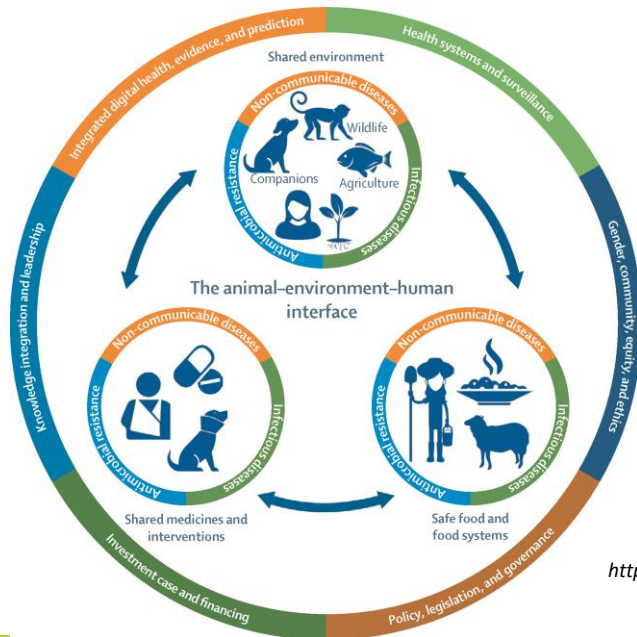 Integrated digital health, evidence, and prediction
Health systems and surveillance
Shared environment
Non-communicable diseases
Wildlife
Companions
Agriculture
Antimicrobial resistance
Infectious diseases
The animal–environment–human
interface
Knowledge integration and leadership
Gender, community, equity, and ethics
Non-communicable diseases
Antimicrobial resistance
Infectious diseases
Shared medicines and
interventions
Non-communicable diseases
Antimicrobial resistance
Infectious diseases
Safe food and
food systems
Investment case and financing
Policy, legislation, and governance
http